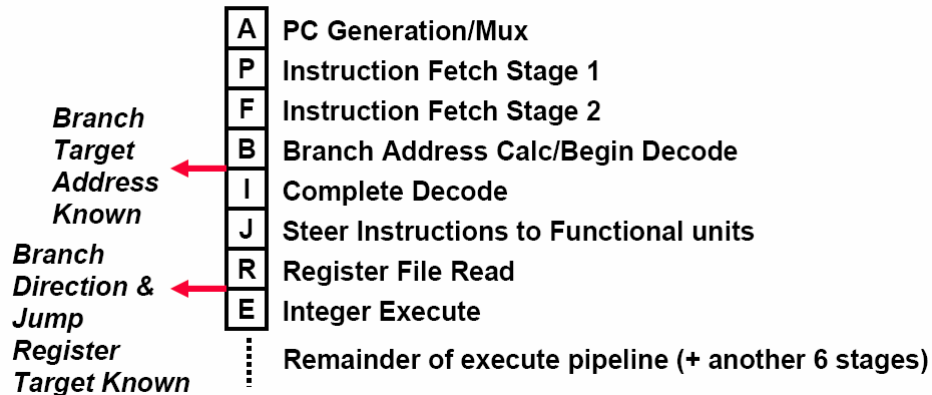 A PC Generation/Mux
P Instruction Fetch Stage 1
F Instruction Fetch Stage 2
Branch
Target
Address
Known
B Branch Address Calc/Begin Decode
I Complete Decode
J Steer Instructions to Functional units
Branch
Direction &
Jump
Register
Target Known
R Register File Read
E Integer Execute
Remainder of execute pipeline (+ another 6 stages)